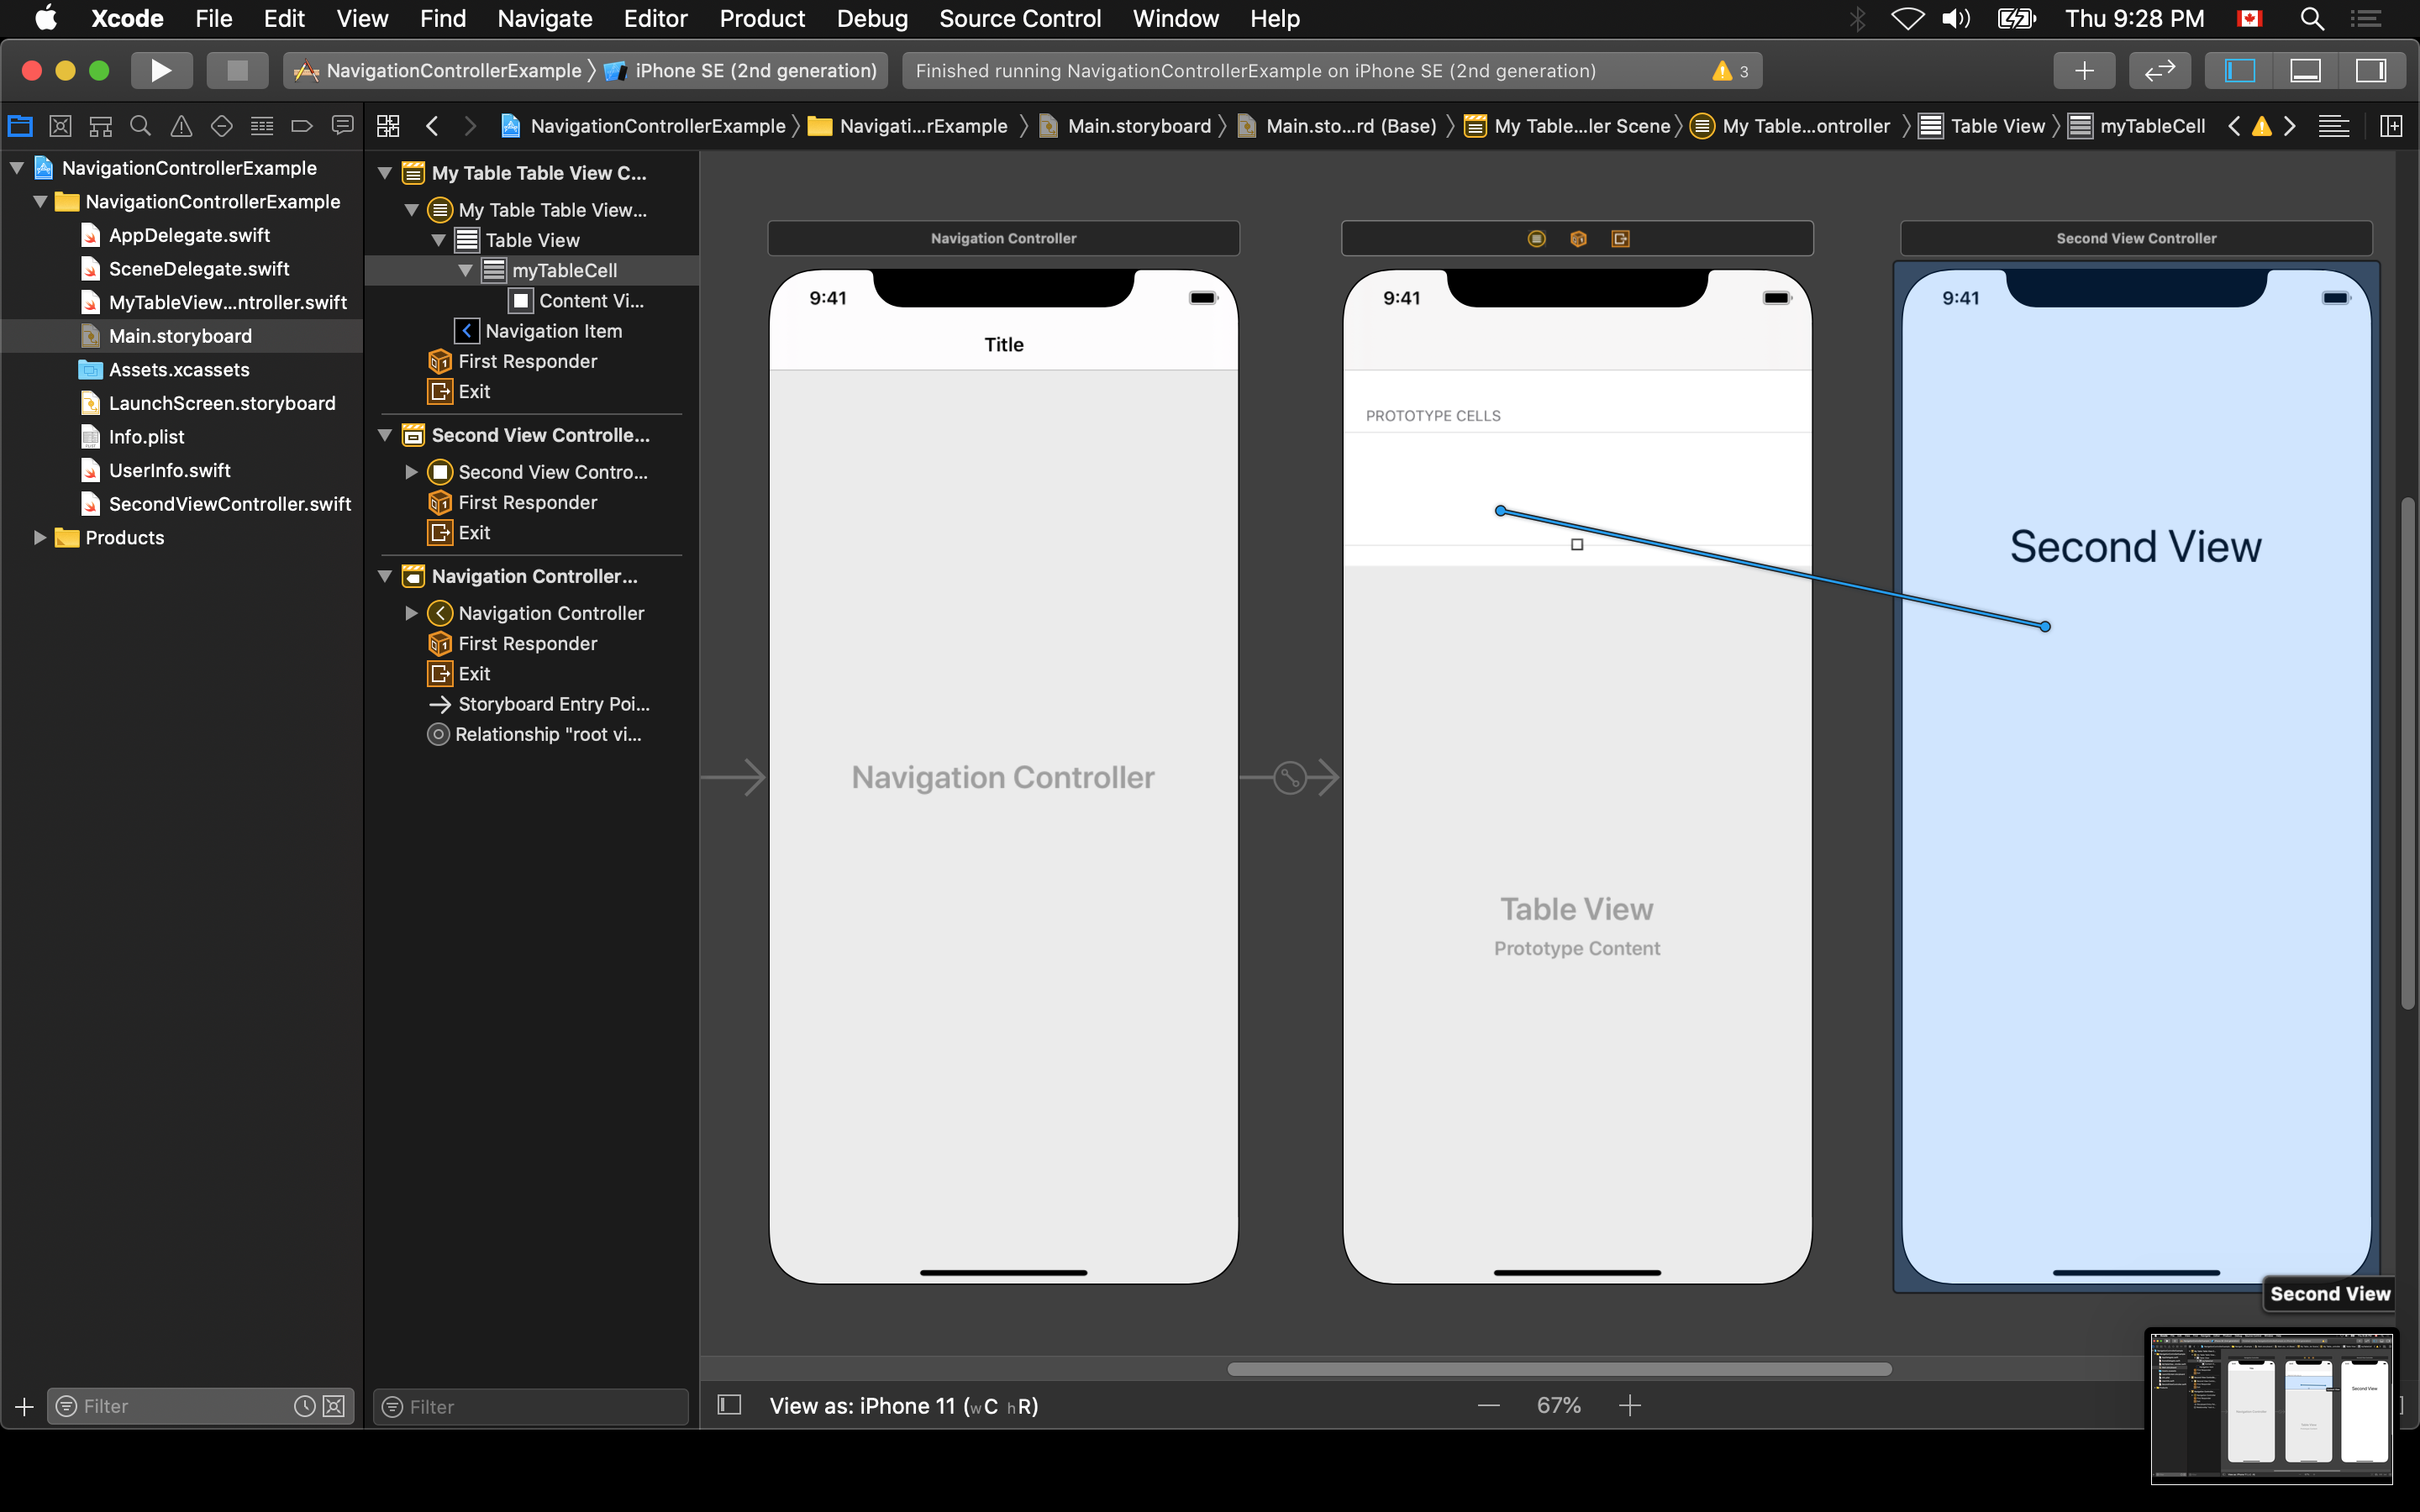 Xcode File Edit View Find Navigate Editor Product Debug Source Control Window Help Thu 9:28 PM
NavigationControllerExample iPhone SE (2nd generation) Finished running NavigationControllerExample on iPhone SE (2nd generation) 3
NavigationControllerExample Navigati...rExample Main.storyboard Main.sto...rd (Base) My Table...ler Scene My Table...ontroller Table View myTableCell
NavigationControllerExample
NavigationControllerExample
AppDelegate.swift
SceneDelegate.swift
MyTableView...ntroller.swift
Main.storyboard
Assets.xcassets
LaunchScreen.storyboard
Info.plist
UserInfo.swift
SecondViewController.swift
Products
Filter
My Table Table View C...
My Table Table View...
Table View
myTableCell
Content Vi...
Navigation Item
First Responder
Exit
Second View Controlle...
Second View Contro...
First Responder
Exit
Navigation Controller...
Navigation Controller
First Responder
Exit
Storyboard Entry Poi...
Relationship "root vi...
Filter
Navigation Controller
9:41
Title
Navigation Controller
9:41
PROTOTYPE CELLS
Table View
Prototype Content
Second View Controller
9:41
Second View
Second View
View as: iPhone 11 (wC hR)
67%